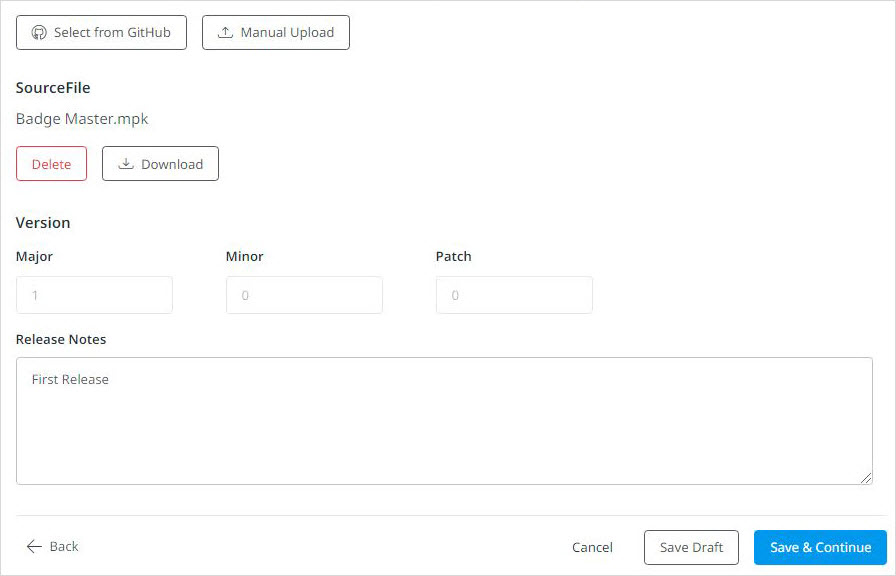 Select from GitHub Manual Upload
SourceFile
Badge Master.mpk
Delete Download
Version
Major Minor Patch
1 0 0
Release Notes
First Release
Back Cancel Save Draft Save & Continue